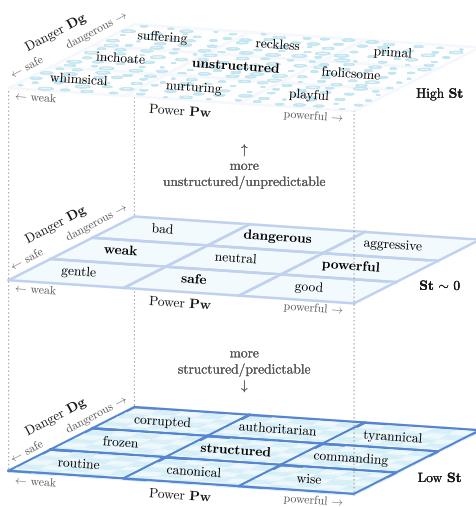 Danger Dg
← safe dangerous →
suffering reckless primal
inchoate unstructured frolicsome
whimsical nurturing playful
← weak Power Pw powerful →
High St
↑
more
unstructured/unpredictable
Danger Dg
← safe dangerous →
bad dangerous aggressive
weak neutral powerful
gentle safe good
← weak Power Pw powerful →
St ∼ 0
more
structured/predictable
↓
Danger Dg
← safe dangerous →
corrupted authoritarian tyrannical
frozen structured commanding
routine canonical wise
← weak Power Pw powerful →
Low St